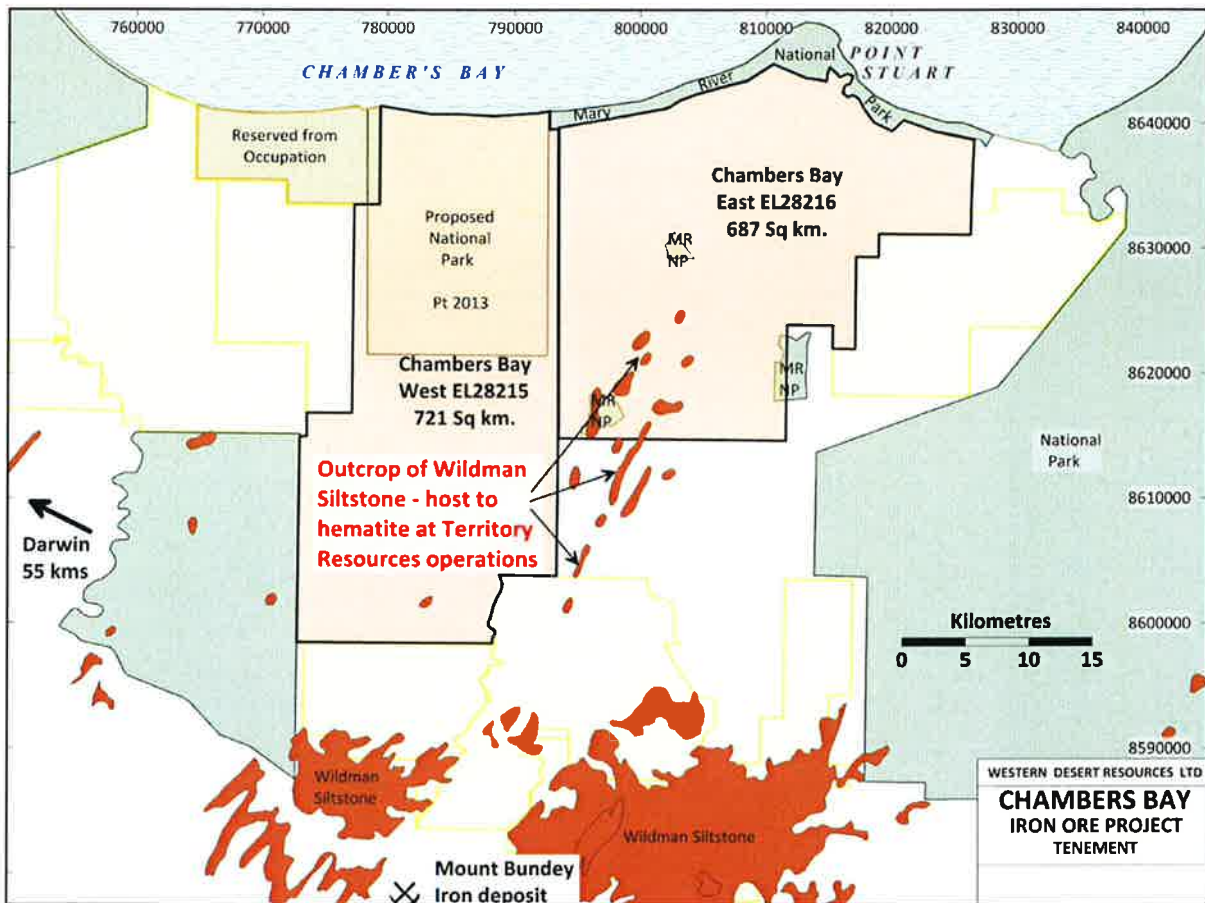 760000 770000 780000 790000 800000 810000 820000 830000 840000
CHAMBER'S BAY
National
POINT
STUART
River
Park
Mary
8640000
Reserved from
Occupation
Chambers Bay
East EL28216
687 Sq km.
Proposed
National
Park
Pt 2013
MR
NP
8630000
Chambers Bay
West EL28215
721 Sq km.
MR
NP
8620000
MR
NP
National
Park
Outcrop of Wildman
Siltstone - host to
hematite at Territory
Resources operations
8610000
Darwin
55 kms
8600000
Kilometres
0 5 10 15
8590000
Wildman
Siltstone
Wildman Siltstone
Mount Bundey
Iron deposit
WESTERN DESERT RESOURCES LTD
CHAMBERS BAY
IRON ORE PROJECT
TENEMENT